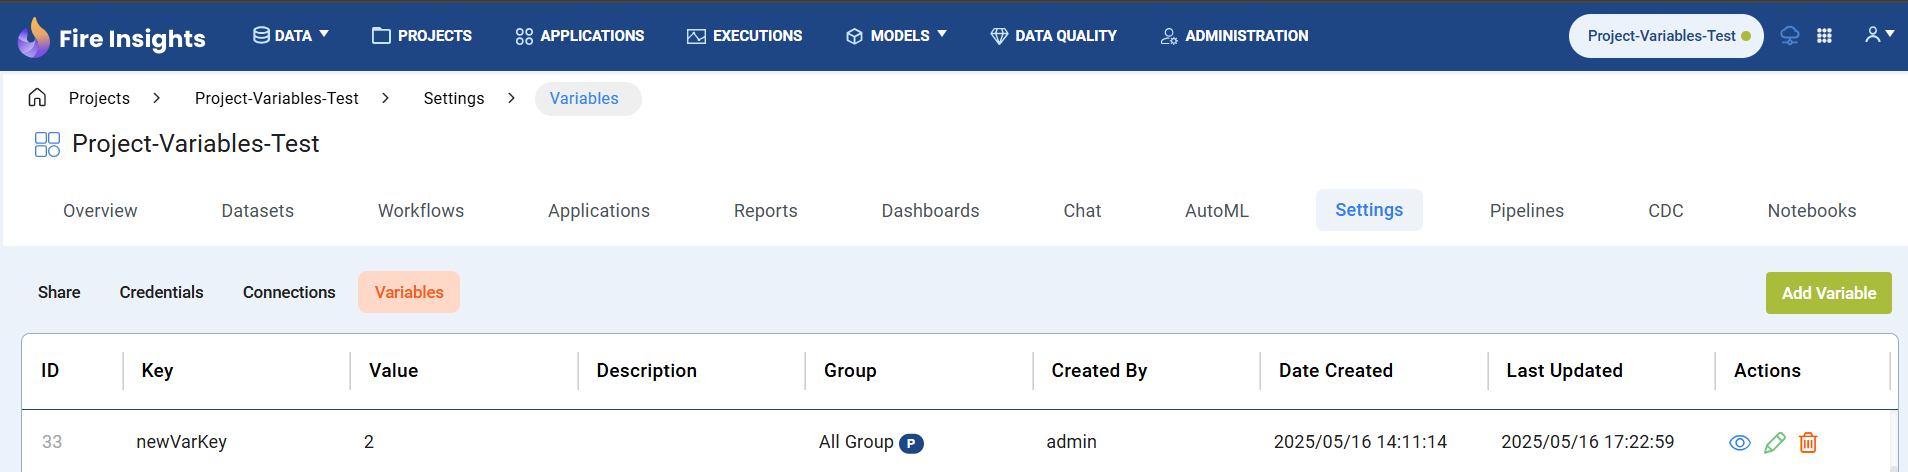 Fire Insights DATA PROJECTS APPLICATIONS EXECUTIONS MODELS DATA QUALITY ADMINISTRATION Project-Variables-Test
Projects > Project-Variables-Test > Settings > Variables
Project-Variables-Test
Overview Datasets Workflows Applications Reports Dashboards Chat AutoML Settings Pipelines CDC Notebooks
Share Credentials Connections Variables Add Variable
ID Key Value Description Group Created By Date Created Last Updated Actions
33 newVarKey 2 All Group P admin 2025/05/16 14:11:14 2025/05/16 17:22:59